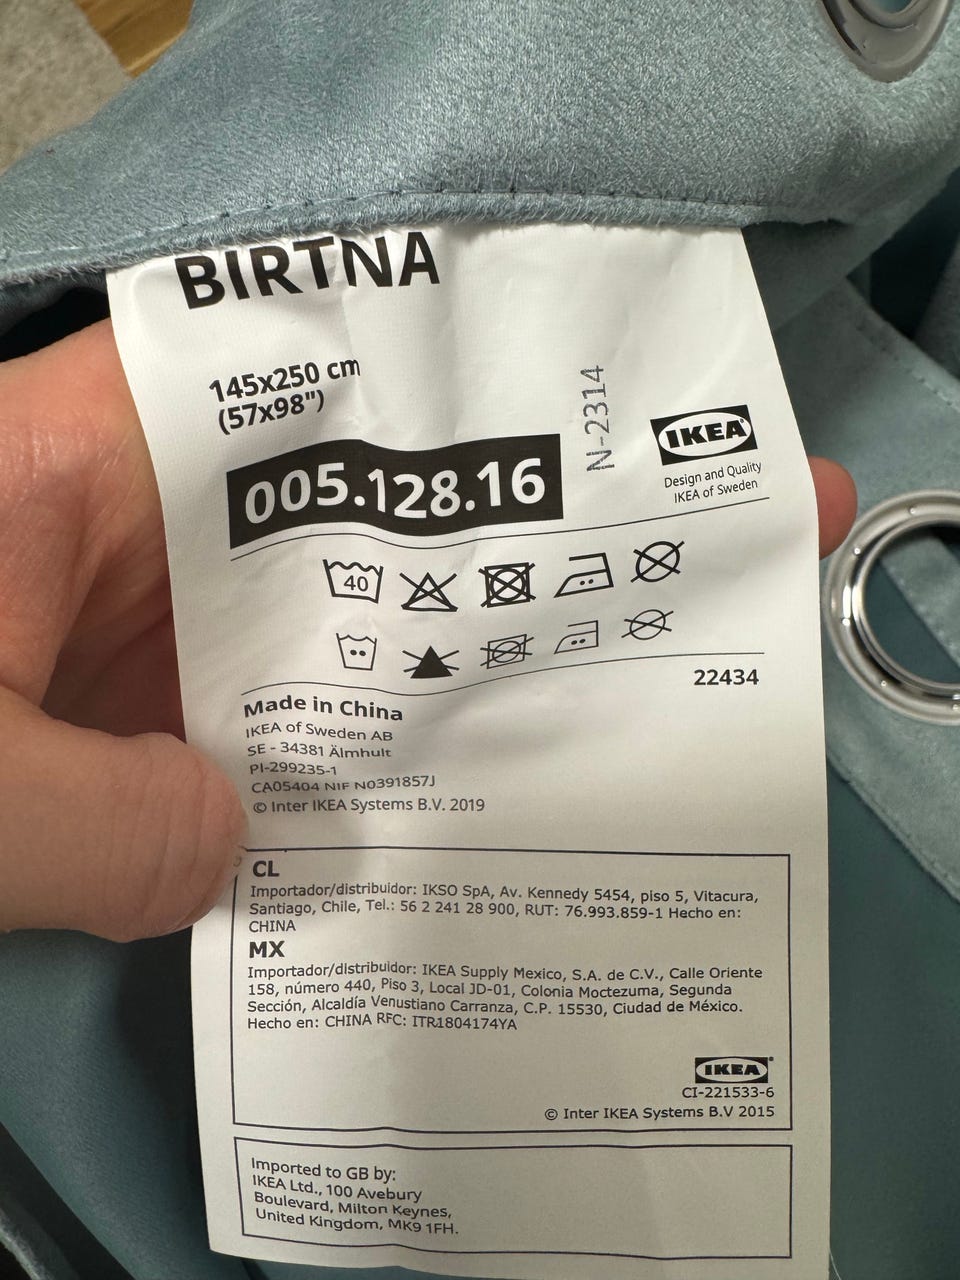 BIRTNA
145x250 cm
(57x98")
N-2314
005.128.16
IKEA
Design and Quality
IKEA of Sweden
40
22434
Made in China
IKEA of Sweden AB
SE - 34381 Älmhult
PI-299235-1
CA05404 NIF N0391857J
© Inter IKEA Systems B.V. 2019
CL
Importador/distribuidor: IKSO SpA, Av. Kennedy 5454, piso 5, Vitacura,
Santiago, Chile, Tel.: 56 2 241 28 900, RUT: 76.993.859-1 Hecho en:
CHINA
MX
Importador/distribuidor: IKEA Supply Mexico, S.A. de C.V., Calle Oriente
158, número 440, Piso 3, Local JD-01, Colonia Moctezuma, Segunda
Sección, Alcaldía Venustiano Carranza, C.P. 15530, Ciudad de México.
Hecho en: CHINA RFC: ITR1804174YA
IKEA
CI-221533-6
© Inter IKEA Systems B.V 2015
Imported to GB by:
IKEA Ltd., 100 Avebury
Boulevard, Milton Keynes,
United Kingdom, MK9 1FH.